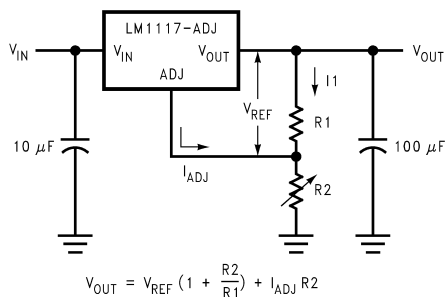 LM1117-ADJ
V_IN
V_IN
V_OUT
V_OUT
ADJ
I1
V_REF
R1
10 μF
100 μF
I_ADJ
R2
V_OUT = V_REF (1 + R2/R1) + I_ADJ R2